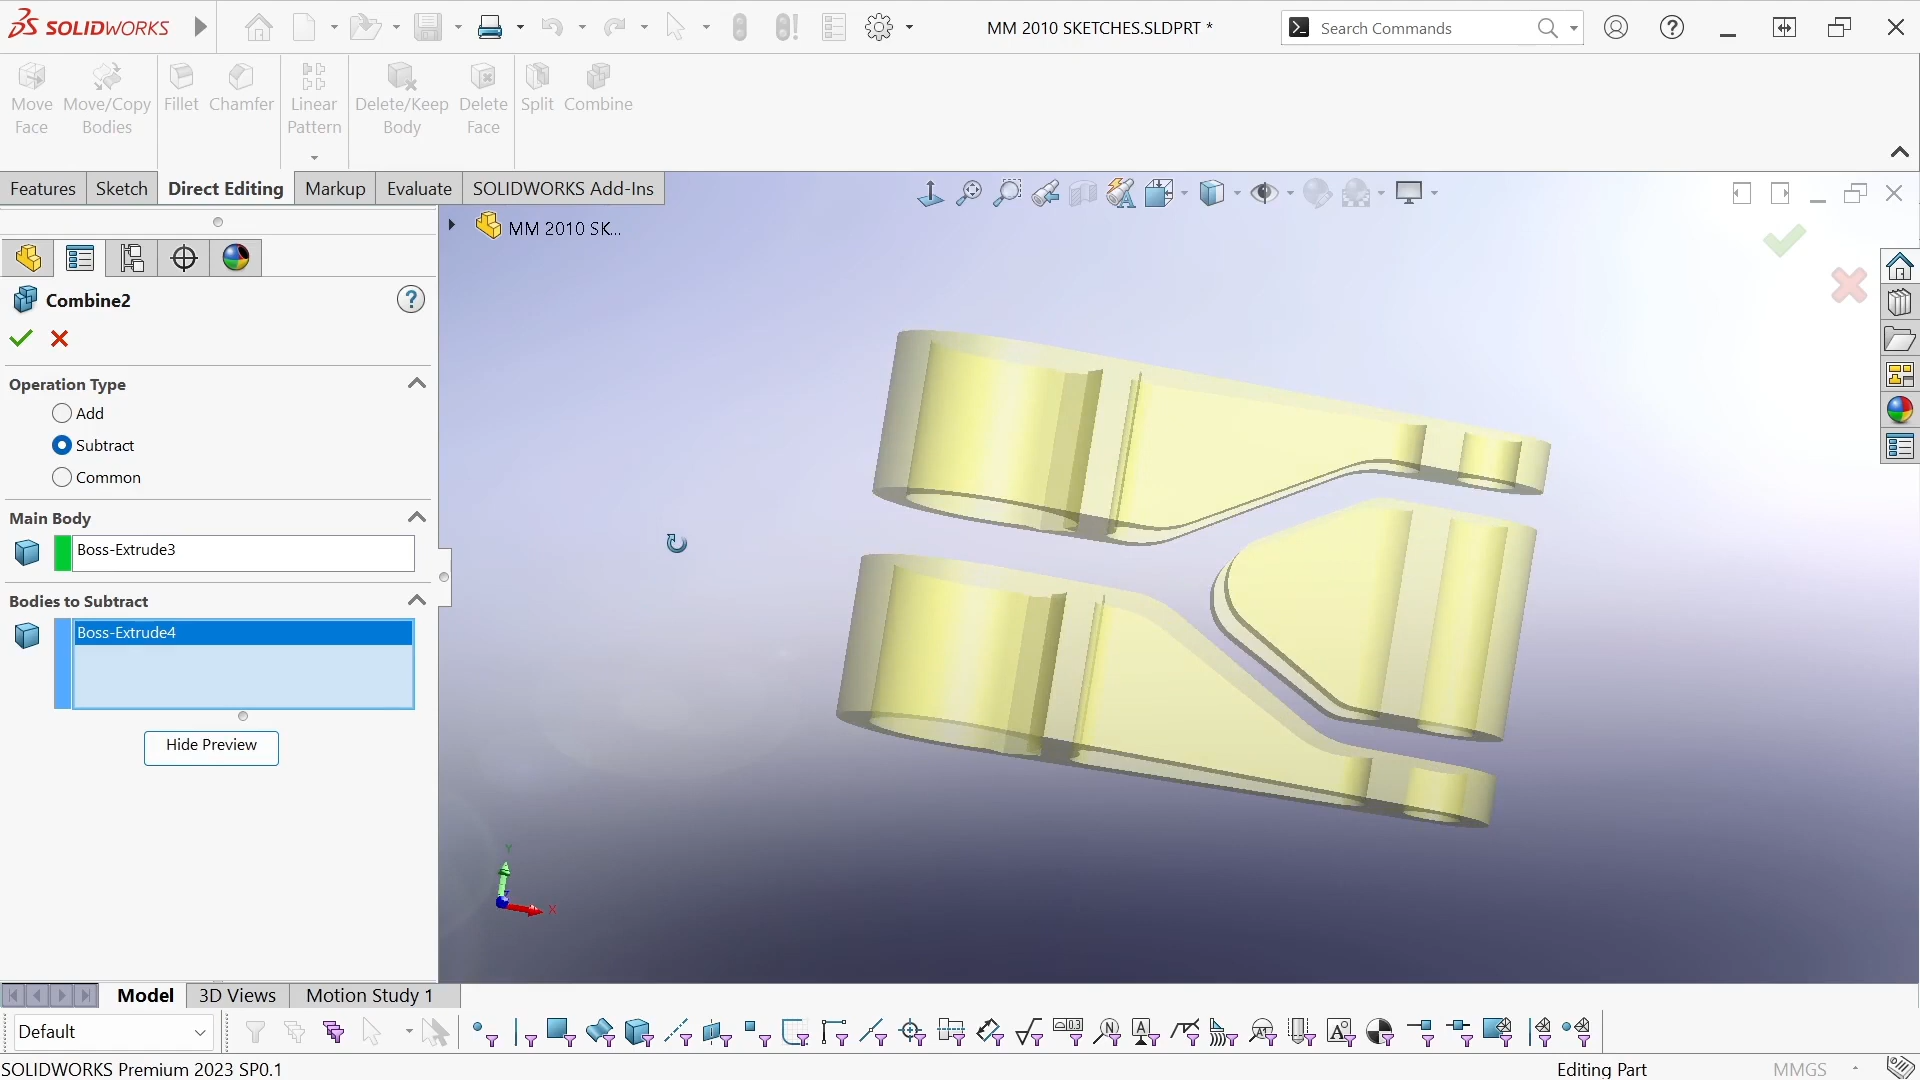 SOLIDWORKS
MM 2010 SKETCHES.SLDPRT *
Search Commands
Move Face
Move/Copy Bodies
Fillet
Chamfer
Linear Pattern
Delete/Keep Body
Delete Face
Split
Combine
Features
Sketch
Direct Editing
Markup
Evaluate
SOLIDWORKS Add-Ins
MM 2010 SK...
Combine2
Operation Type
Add
Subtract
Common
Main Body
Boss-Extrude3
Bodies to Subtract
Boss-Extrude4
Hide Preview
Y
X
Model
3D Views
Motion Study 1
Default
SOLIDWORKS Premium 2023 SP0.1
Editing Part
MMGS